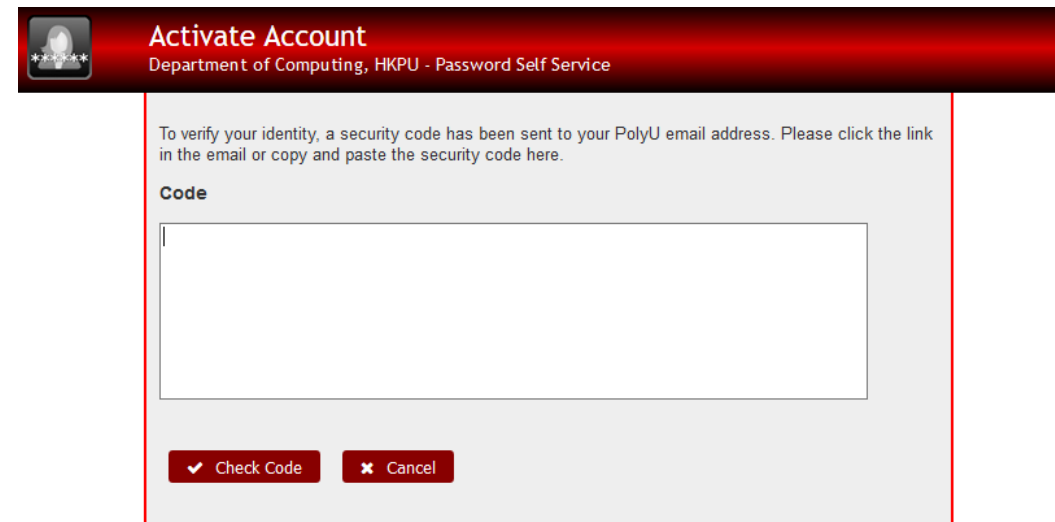 ******
Activate Account
Department of Computing, HKPU - Password Self Service
To verify your identity, a security code has been sent to your PolyU email address. Please click the link
in the email or copy and paste the security code here.
Code
Check Code
Cancel